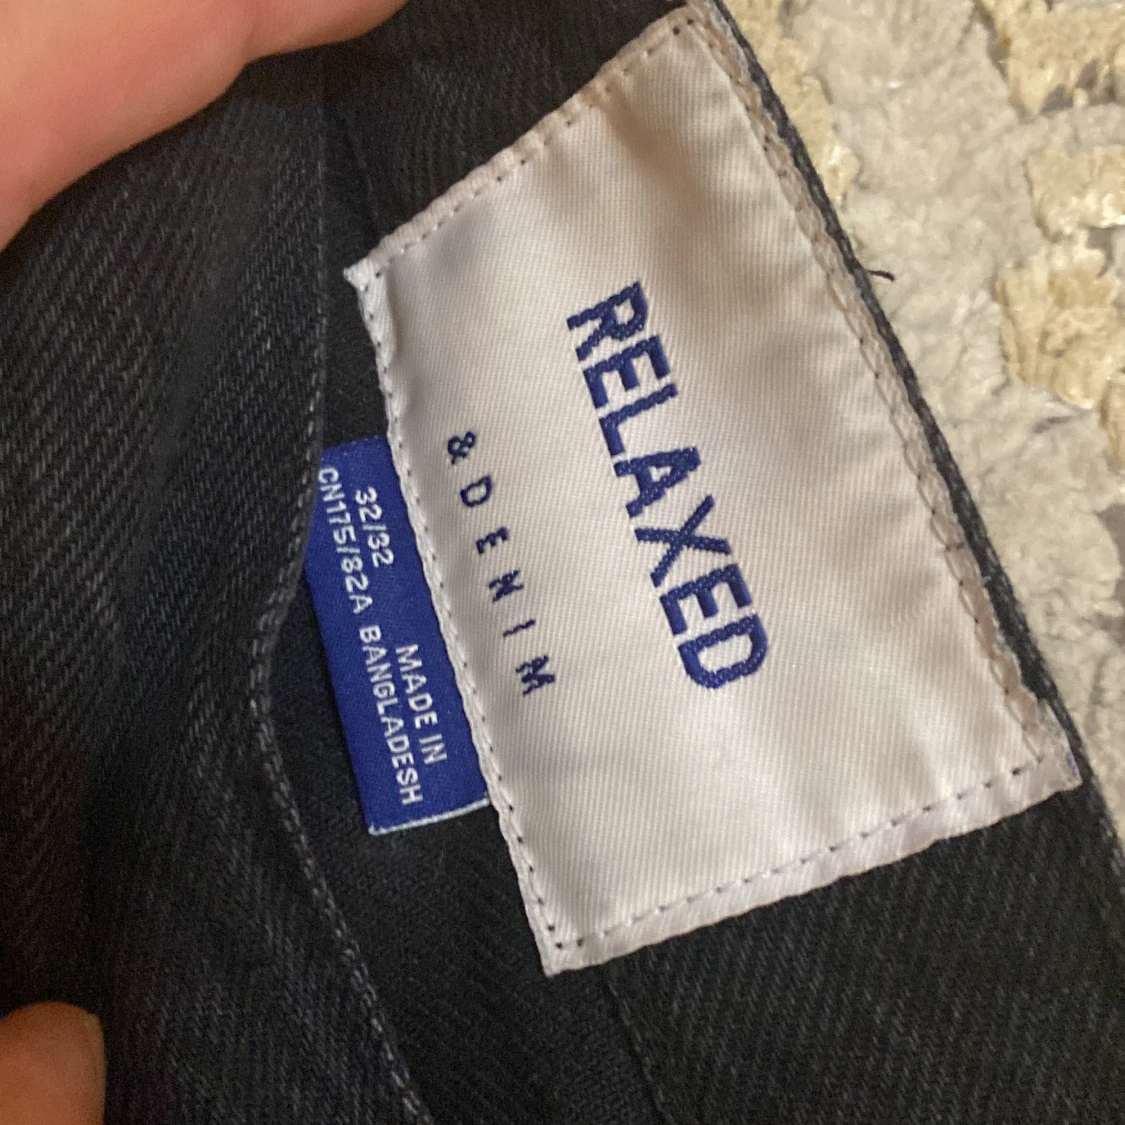 RELAXED
& DENIM
32/32
CN175/82A
MADE IN
BANGLADESH